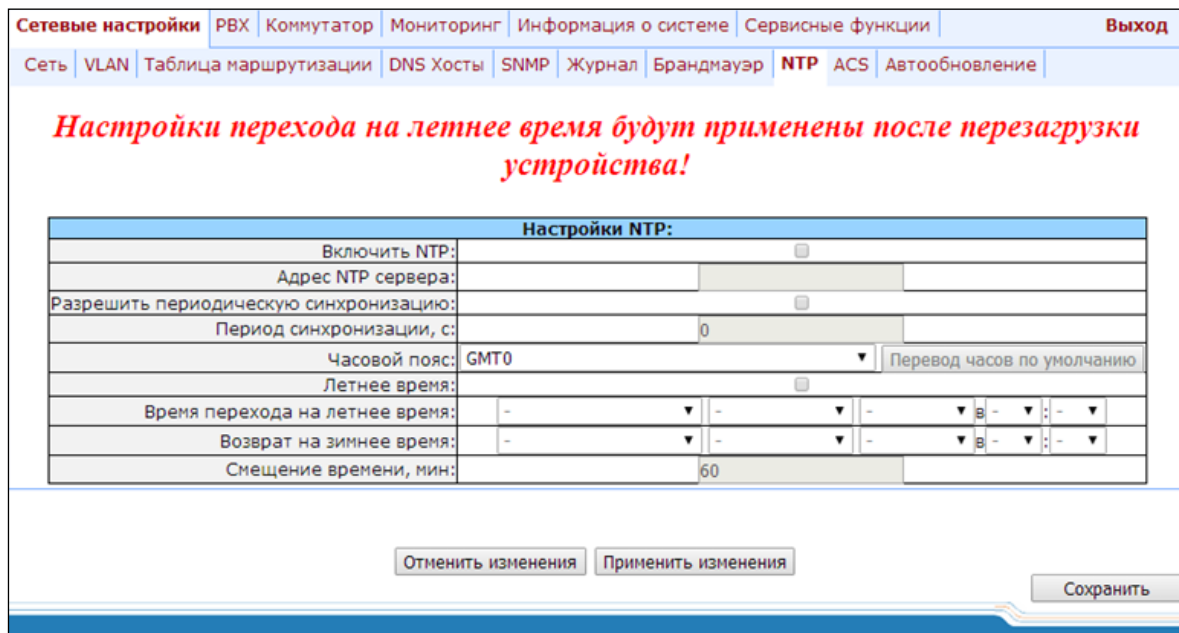 Сетевые настройки PBX Коммутатор Мониторинг Информация о системе Сервисные функции Выход
Сеть VLAN Таблица маршрутизации DNS Хосты SNMP Журнал Брандмауэр NTP ACS Автообновление
Настройки перехода на летнее время будут применены после перезагрузки
устройства!
Настройки NTP:
Включить NTP:
Адрес NTP сервера:
Разрешить периодическую синхронизацию:
Период синхронизации, с: 0
Часовой пояс: GMT0 Перевод часов по умолчанию
Летнее время:
Время перехода на летнее время: - - - в - : -
Возврат на зимнее время: - - - в - : -
Смещение времени, мин: 60
Отменить изменения Применить изменения
Сохранить